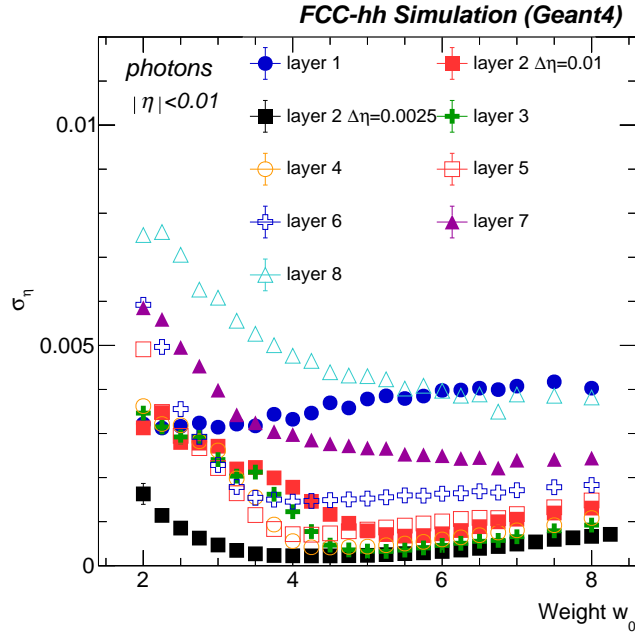 FCC-hh Simulation (Geant4)
photons
|η|<0.01
layer 1
layer 2 Δη=0.01
layer 2 Δη=0.0025
layer 3
layer 4
layer 5
layer 6
layer 7
layer 8
σ_η
0.01
0.005
0
2 4 6 8
Weight w_0